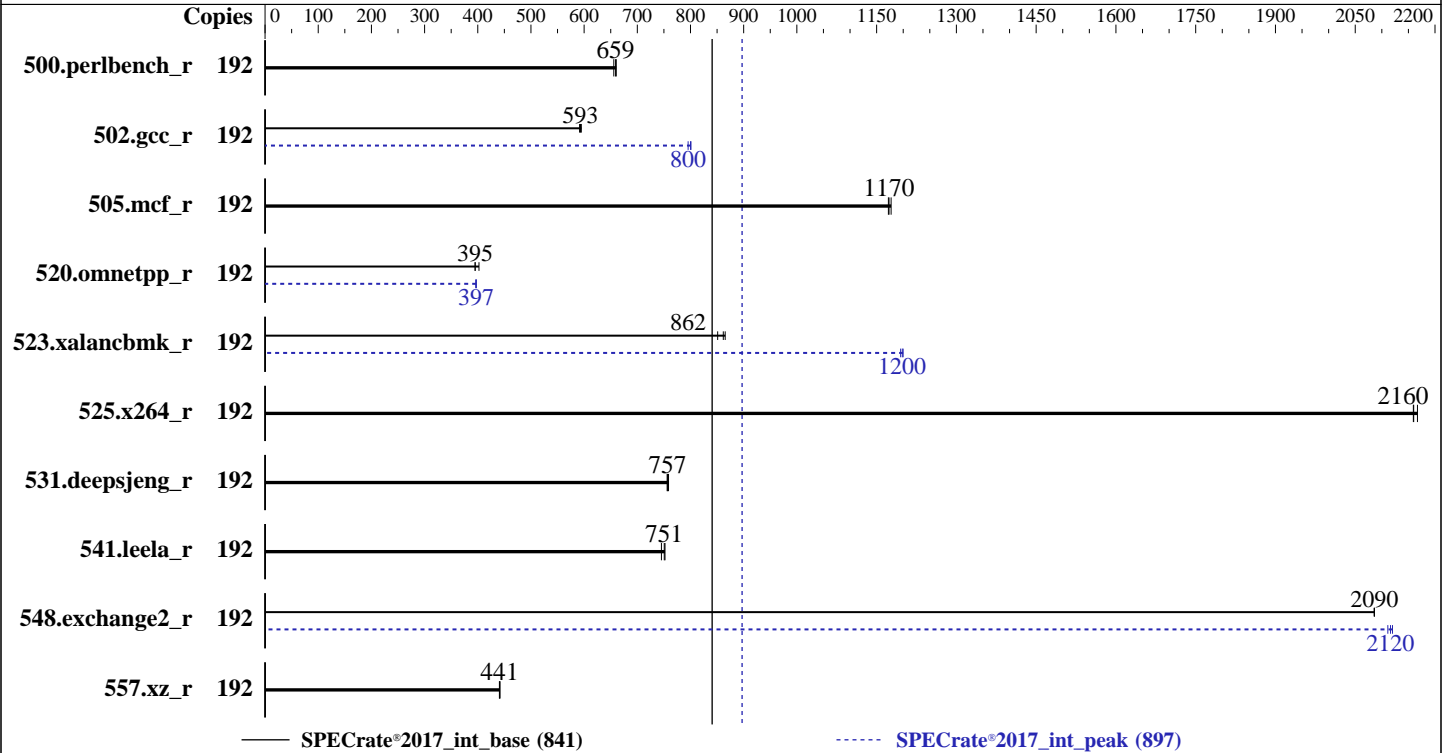 Copies 0 100 200 300 400 500 600 700 800 900 1000 1150 1300 1450 1600 1750 1900 2050 2200
659
500.perlbench_r 192
593
502.gcc_r 192
800
1170
505.mcf_r 192
395
520.omnetpp_r 192
397
862
523.xalancbmk_r 192
1200
2160
525.x264_r 192
757
531.deepsjeng_r 192
751
541.leela_r 192
2090
548.exchange2_r 192
2120
441
557.xz_r 192
SPECrate®2017_int_base (841) SPECrate®2017_int_peak (897)